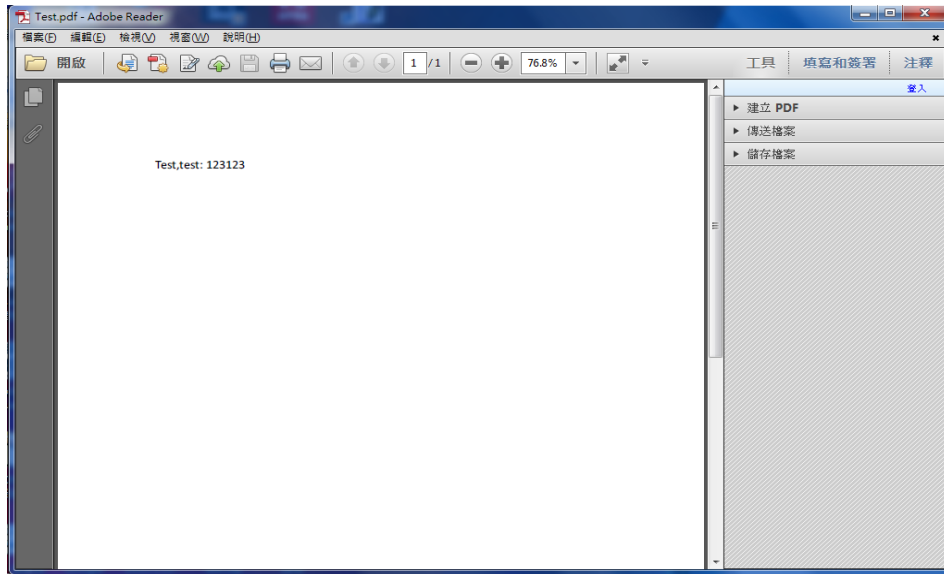 Test.pdf - Adobe Reader
檔案(F) 編輯(E) 檢視(V) 視窗(W) 說明(H)
開啟 1 /1 76.8% 工具 填寫和簽署 注釋
登入
建立 PDF
傳送檔案
儲存檔案
Test,test: 123123